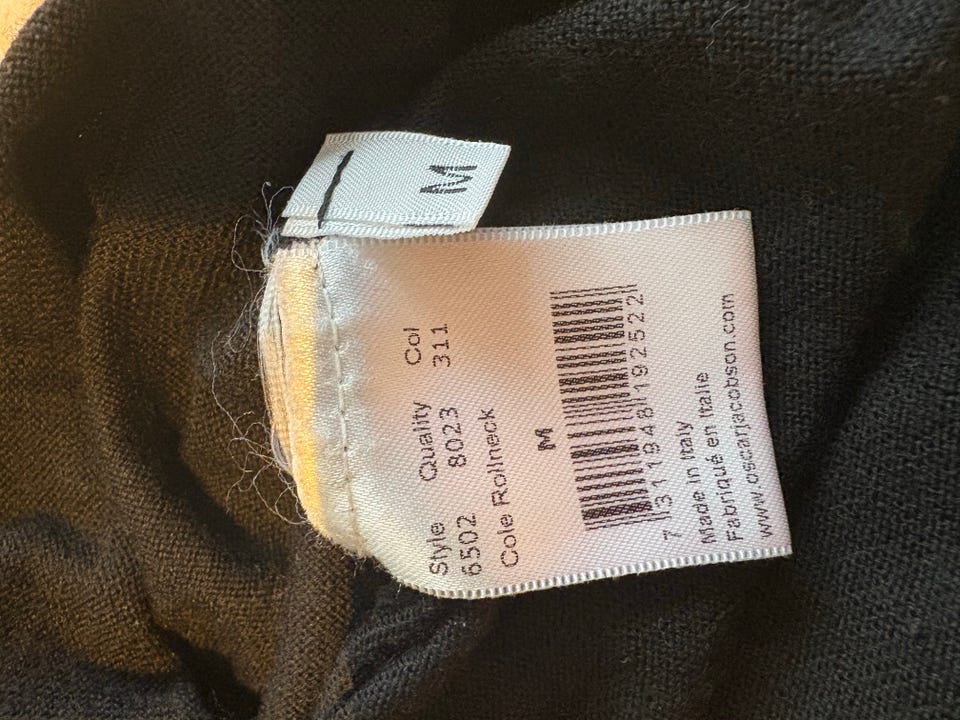 M
Style Quality Col
6502 8023 311
Cole Rollneck
M
7 311948 192522
Made in Italy
Fabriqué en Italie
www.oscarjacobson.com